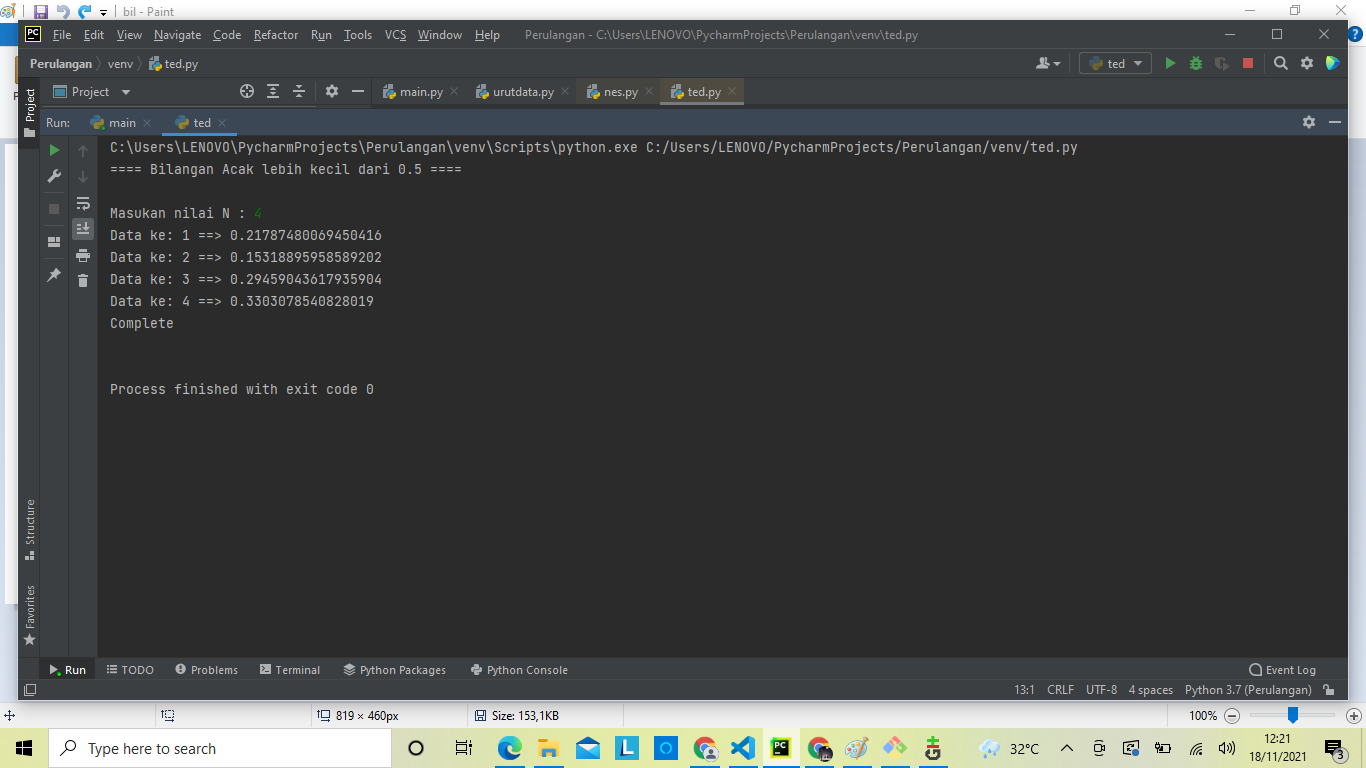 bil - Paint
File Edit View Navigate Code Refactor Run Tools VCS Window Help Perulangan - C:\Users\LENOVO\PycharmProjects\Perulangan\venv\ted.py
Perulangan venv ted.py ted
Project main.py urutdata.py nes.py ted.py
Project
Run: main ted
C:\Users\LENOVO\PycharmProjects\Perulangan\venv\Scripts\python.exe C:/Users/LENOVO/PycharmProjects/Perulangan/venv/ted.py
==== Bilangan Acak lebih kecil dari 0.5 ====
Masukan nilai N : 4
Data ke: 1 ==> 0.21787480069450416
Data ke: 2 ==> 0.15318895958589202
Data ke: 3 ==> 0.29459043617935904
Data ke: 4 ==> 0.3303078540828019
Complete
Process finished with exit code 0
Structure
Favorites
Run TODO Problems Terminal Python Packages Python Console Event Log
13:1 CRLF UTF-8 4 spaces Python 3.7 (Perulangan)
819 × 460px Size: 153,1KB 100%
Type here to search 32°C 12:21
18/11/2021 3